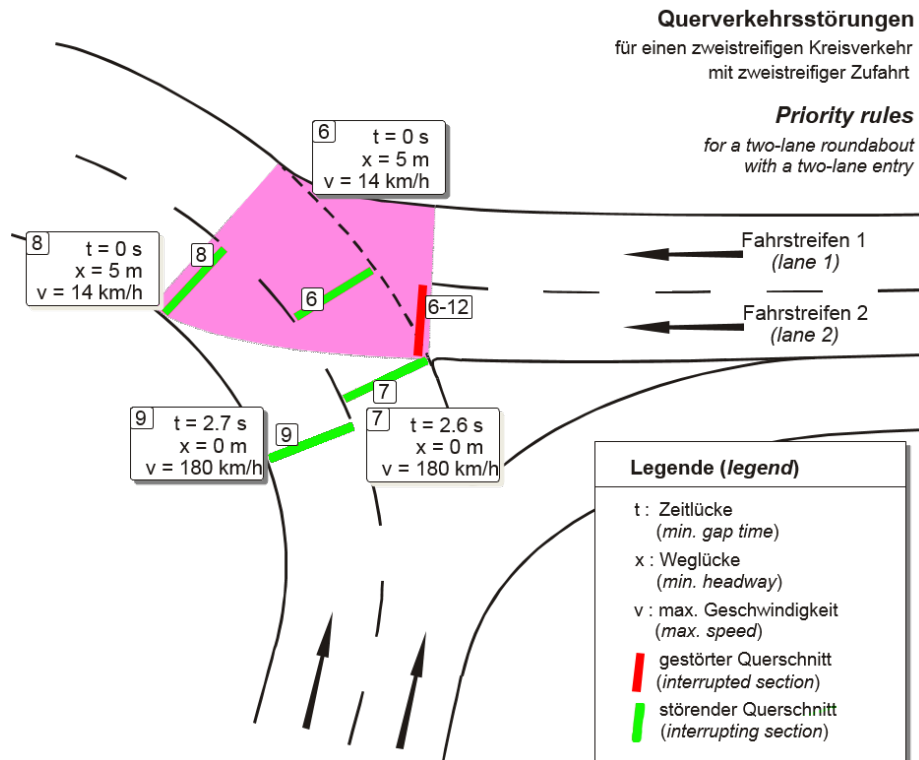 Querverkehrsstörungen
für einen zweistreifigen Kreisverkehr
mit zweistreifiger Zufahrt
Priority rules
for a two-lane roundabout
with a two-lane entry
6
t = 0 s
x = 5 m
v = 14 km/h
8
t = 0 s
x = 5 m
v = 14 km/h
8
6
6-12
Fahrstreifen 1
(lane 1)
Fahrstreifen 2
(lane 2)
7
9
t = 2.7 s
x = 0 m
v = 180 km/h
9
7
t = 2.6 s
x = 0 m
v = 180 km/h
Legende (legend)
t : Zeitlücke
(min. gap time)
x : Weglücke
(min. headway)
v : max. Geschwindigkeit
(max. speed)
gestörter Querschnitt
(interrupted section)
störender Querschnitt
(interrupting section)